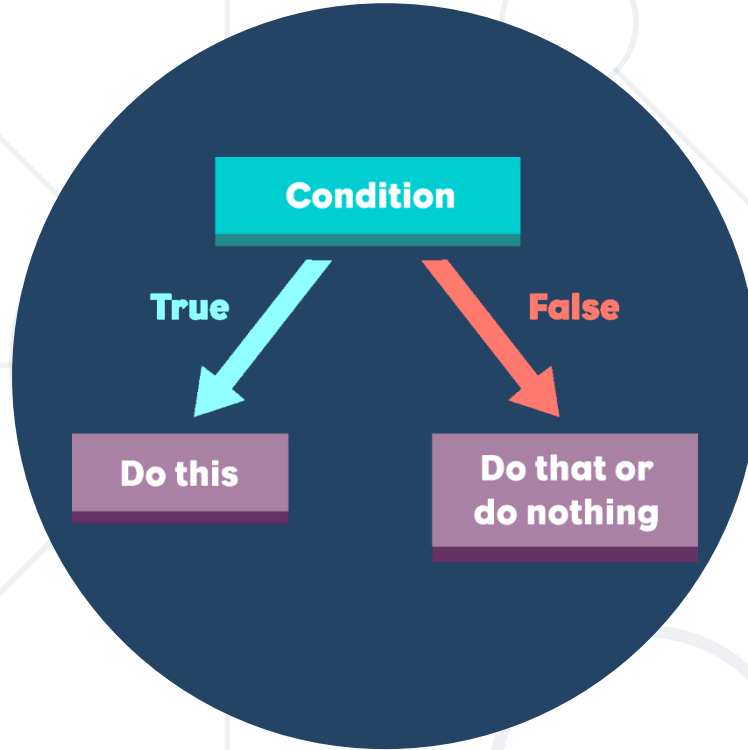 Condition
True
False
Do this
Do that or
do nothing